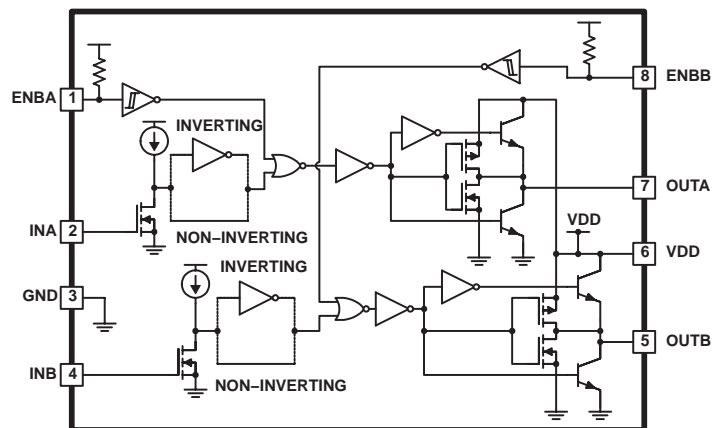 ENBA 1
8 ENBB
INVERTING
7 OUTA
INA 2
NON–INVERTING
VDD
6 VDD
INVERTING
GND 3
5 OUTB
INB 4
NON–INVERTING